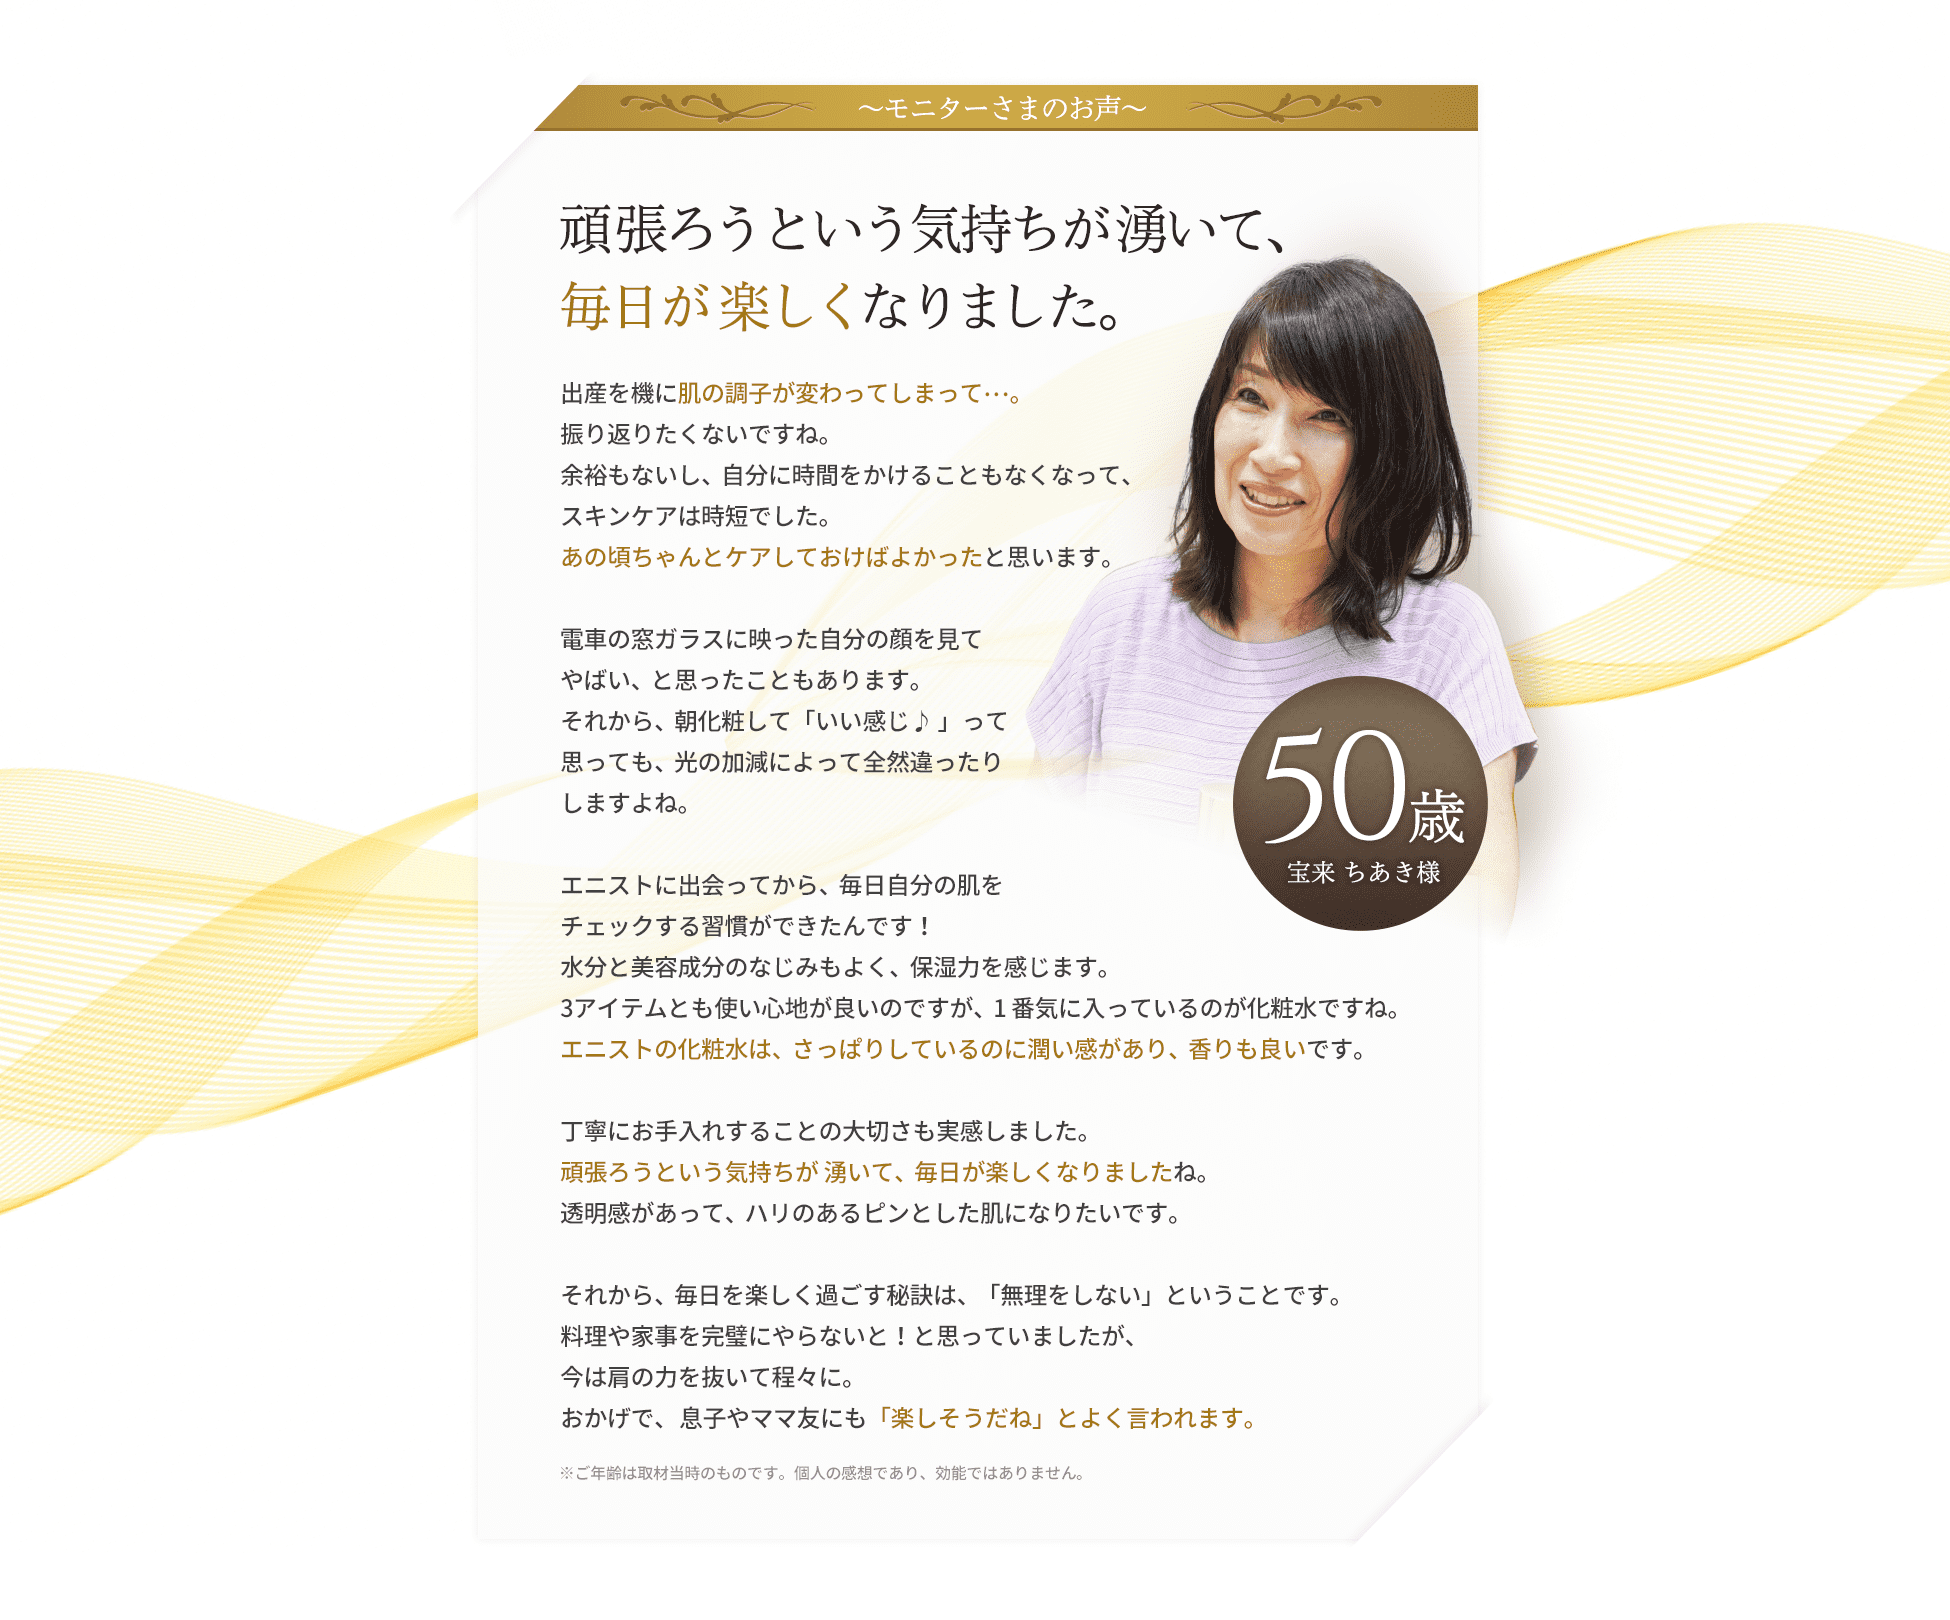 ～モニターさまのお声～
頑張ろうという気持ちが湧いて、
毎日が楽しくなりました。
出産を機に肌の調子が変わってしまって…。
振り返りたくないですね。
余裕もないし、自分に時間をかけることもなくなって、
スキンケアは時短でした。
あの頃ちゃんとケアしておけばよかったと思います。
電車の窓ガラスに映った自分の顔を見て
やばい、と思ったこともあります。
それから、朝化粧して「いい感じ♪」って
思っても、光の加減によって全然違ったり
しますよね。
50歳
宝来 ちあき様
エニストに出会ってから、毎日自分の肌を
チェックする習慣ができたんです！
水分と美容成分のなじみもよく、保湿力を感じます。
3アイテムとも使い心地が良いのですが、1番気に入っているのが化粧水ですね。
エニストの化粧水は、さっぱりしているのに潤い感があり、香りも良いです。
丁寧にお手入れすることの大切さも実感しました。
頑張ろうという気持ちが湧いて、毎日が楽しくなりましたね。
透明感があって、ハリのあるピンとした肌になりたいです。
それから、毎日を楽しく過ごす秘訣は、「無理をしない」ということです。
料理や家事を完璧にやらないと！と思っていましたが、
今は肩の力を抜いて程々に。
おかげで、息子やママ友にも「楽しそうだね」とよく言われます。
※ご年齢は取材当時のものです。個人の感想であり、効能ではありません。